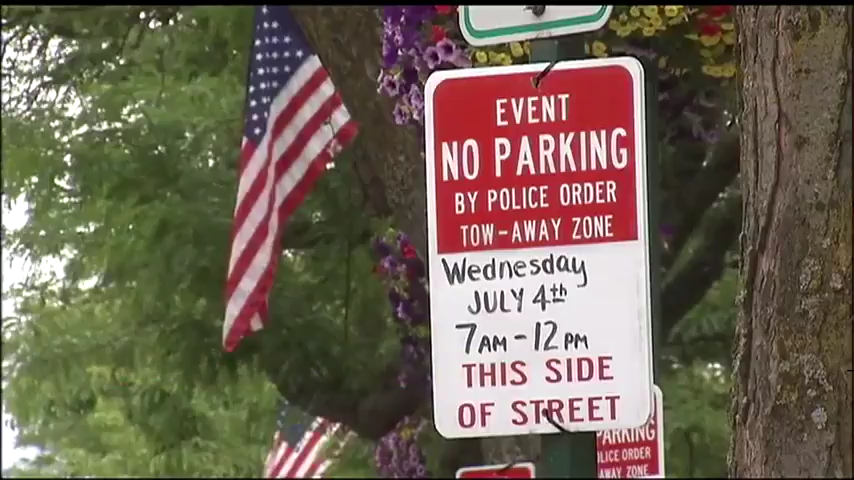 EVENT
NO PARKING
BY POLICE ORDER
TOW-AWAY ZONE
Wednesday
JULY 4th
7AM-12PM
THIS SIDE
OF STREET
PARKING
LICE ORDER
AWAY ZONE